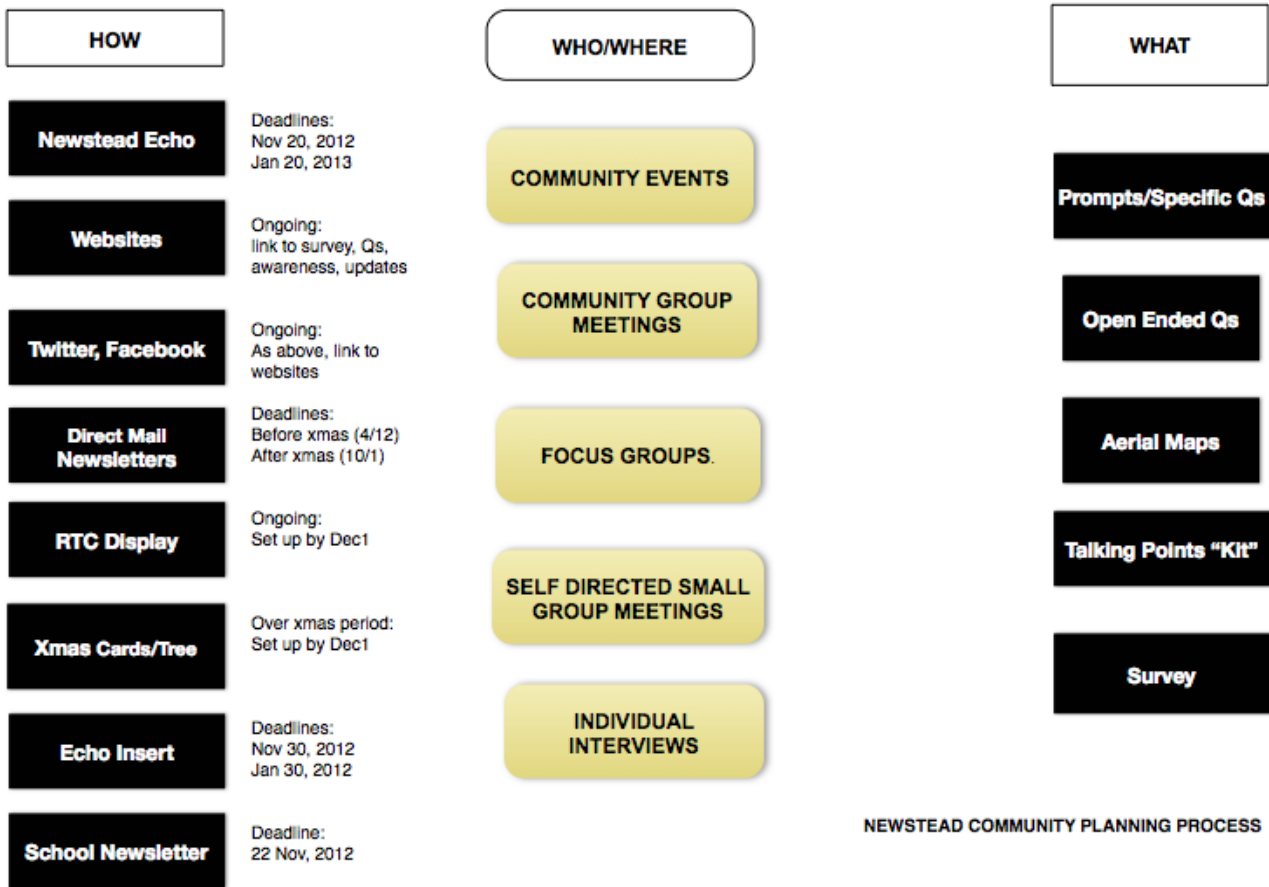 HOW
Newstead Echo
Deadlines:
Nov 20, 2012
Jan 20, 2013
Websites
Ongoing:
link to survey, Qs,
awareness, updates
Twitter, Facebook
Ongoing:
As above, link to
websites
Direct Mail
Newsletters
Deadlines:
Before xmas (4/12)
After xmas (10/1)
RTC Display
Ongoing:
Set up by Dec1
Xmas Cards/Tree
Over xmas period:
Set up by Dec1
Echo Insert
Deadlines:
Nov 30, 2012
Jan 30, 2012
School Newsletter
Deadline:
22 Nov, 2012
WHO/WHERE
COMMUNITY EVENTS
COMMUNITY GROUP
MEETINGS
FOCUS GROUPS.
SELF DIRECTED SMALL
GROUP MEETINGS
INDIVIDUAL
INTERVIEWS
WHAT
Prompts/Specific Qs
Open Ended Qs
Aerial Maps
Talking Points “Kit”
Survey
NEWSTEAD COMMUNITY PLANNING PROCESS